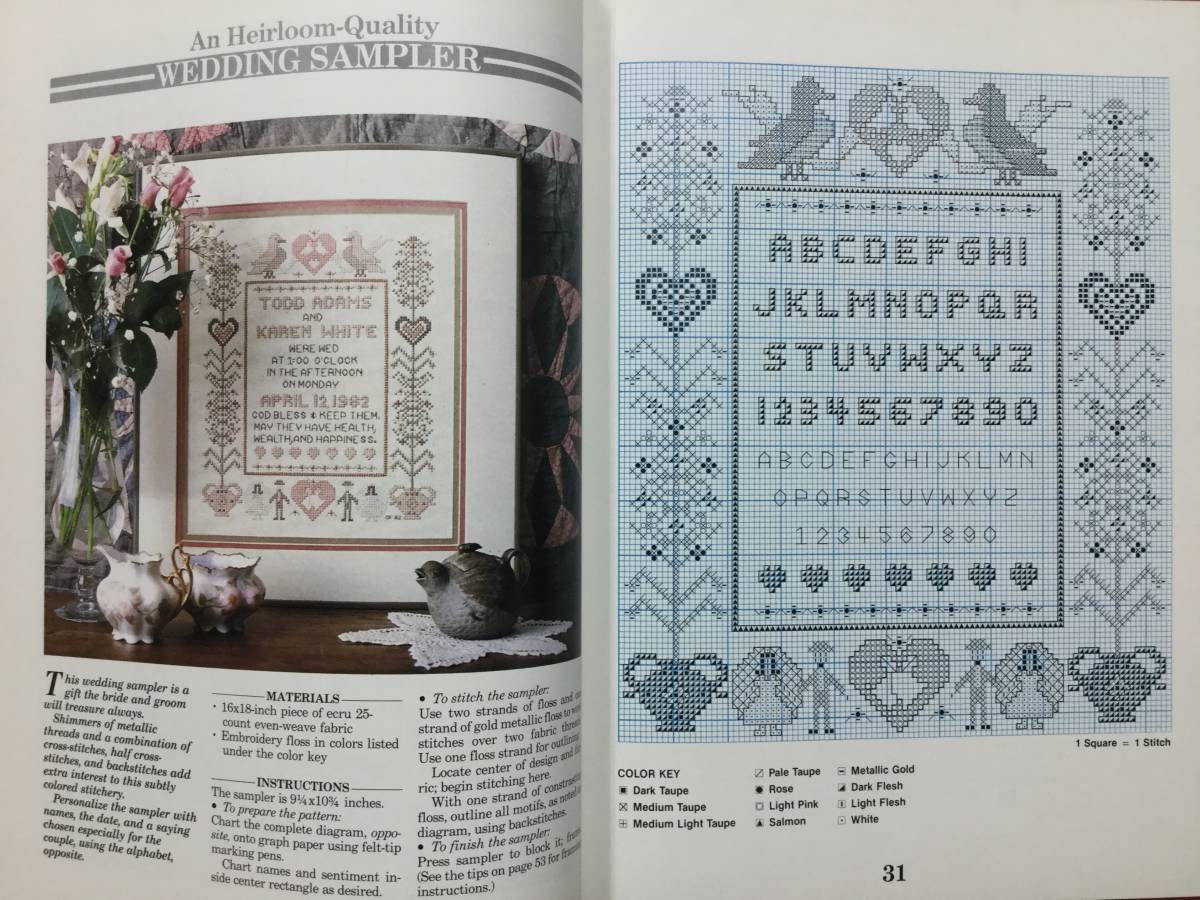 An Heirloom-Quality
WEDDING SAMPLER
TODD ADAMS
AND
KAREN WHITE
WERE WED
AT 1:00 O'CLOCK
IN THE AFTERNOON
ON MONDAY
APRIL 12, 1982
GOD BLESS & KEEP THEM,
MAY THEY HAVE HEALTH,
WEALTH, AND HAPPINESS.
This wedding sampler is a
gift the bride and groom
will treasure always.
Shimmers of metallic
threads and a combination of
cross-stitches, half cross-
stitches, and backstitches add
extra interest to this subtly
colored stitchery.
Personalize the sampler with
names, the date, and a saying
chosen especially for the
couple, using the alphabet,
opposite.
MATERIALS
• 16x18-inch piece of ecru 25-
count even-weave fabric
• Embroidery floss in colors listed
under the color key
INSTRUCTIONS
The sampler is 9¼x10¾ inches.
• To prepare the pattern:
Chart the complete diagram, oppo-
site, onto graph paper using felt-tip
marking pens.
Chart names and sentiment in-
side center rectangle as desired.
• To stitch the sampler:
Use two strands of floss and
strand of gold metallic floss to
stitches over two fabric
Use one floss strand for outlining.
Locate center of design and
ric; begin stitching here.
With one strand of
floss, outline all motifs, as noted
diagram, using backstitches.
• To finish the sampler:
Press sampler to block it;
(See the tips on page 53 for
instructions.)
ABCDEFGHI
JKLMNOPQR
STUVWXYZ
1234567890
ABCDEFGHIJKLMN
OPQRSTUVWXYZ
1234567890
1 Square = 1 Stitch
COLOR KEY
Dark Taupe
Medium Taupe
Medium Light Taupe
Pale Taupe
Rose
Light Pink
Salmon
Metallic Gold
Dark Flesh
Light Flesh
White
31